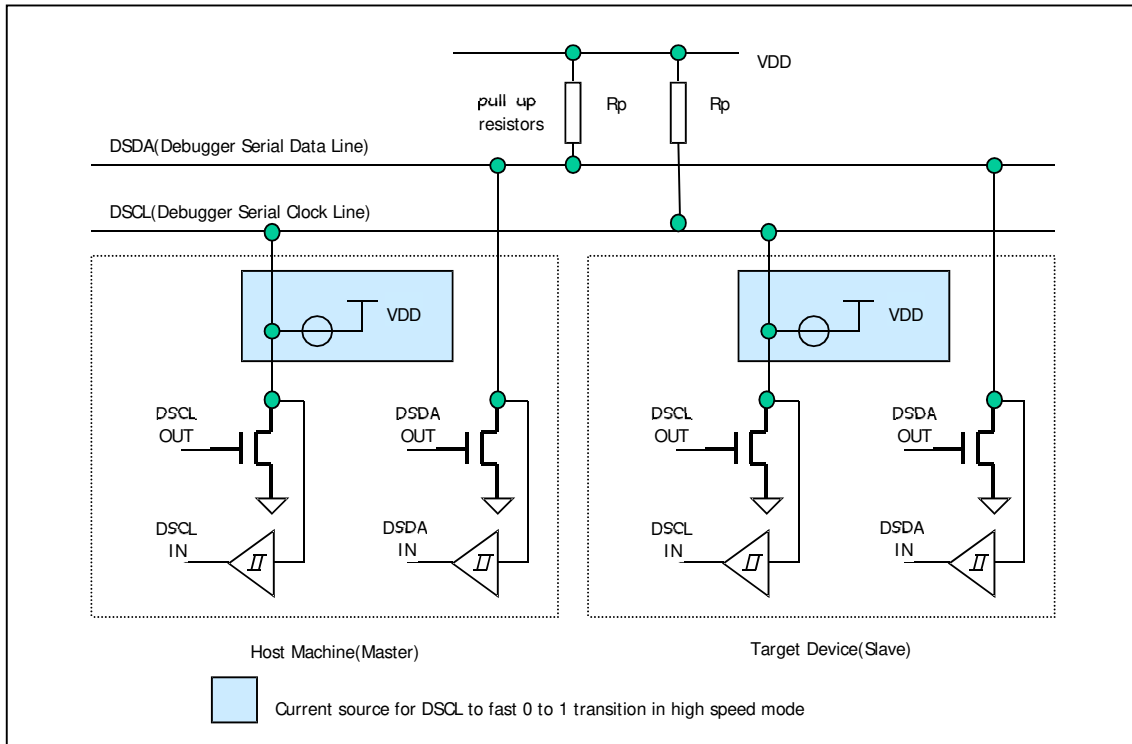 VDD
pull up
resistors
Rp
Rp
DSDA(Debugger Serial Data Line)
DSCL(Debugger Serial Clock Line)
VDD
VDD
DSCL
OUT
DSDA
OUT
DSCL
OUT
DSDA
OUT
DSCL
IN
DSDA
IN
DSCL
IN
DSDA
IN
Host Machine(Master)
Target Device(Slave)
Current source for DSCL to fast 0 to 1 transition in high speed mode